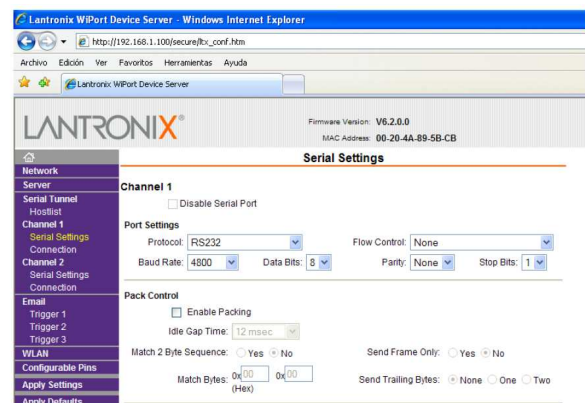 Lantronix WiPort Device Server - Windows Internet Explorer
http://192.168.1.100/secure/ltx_conf.htm
Archivo Edición Ver Favoritos Herramientas Ayuda
Lantronix WiPort Device Server
LANTRONIX®
Firmware Version: V6.2.0.0
MAC Address: 00-20-4A-89-5B-CB
Serial Settings
Network
Server
Serial Tunnel
Hostlist
Channel 1
Serial Settings
Connection
Channel 2
Serial Settings
Connection
Email
Trigger 1
Trigger 2
Trigger 3
WLAN
Configurable Pins
Apply Settings
Apply Defaults
Channel 1
Disable Serial Port
Port Settings
Protocol: RS232 Flow Control: None
Baud Rate: 4800 Data Bits: 8 Parity: None Stop Bits: 1
Pack Control
Enable Packing
Idle Gap Time: 12 msec
Match 2 Byte Sequence: Yes No Send Frame Only: Yes No
Match Bytes: 0x 00 0x 00 Send Trailing Bytes: None One Two
(Hex)